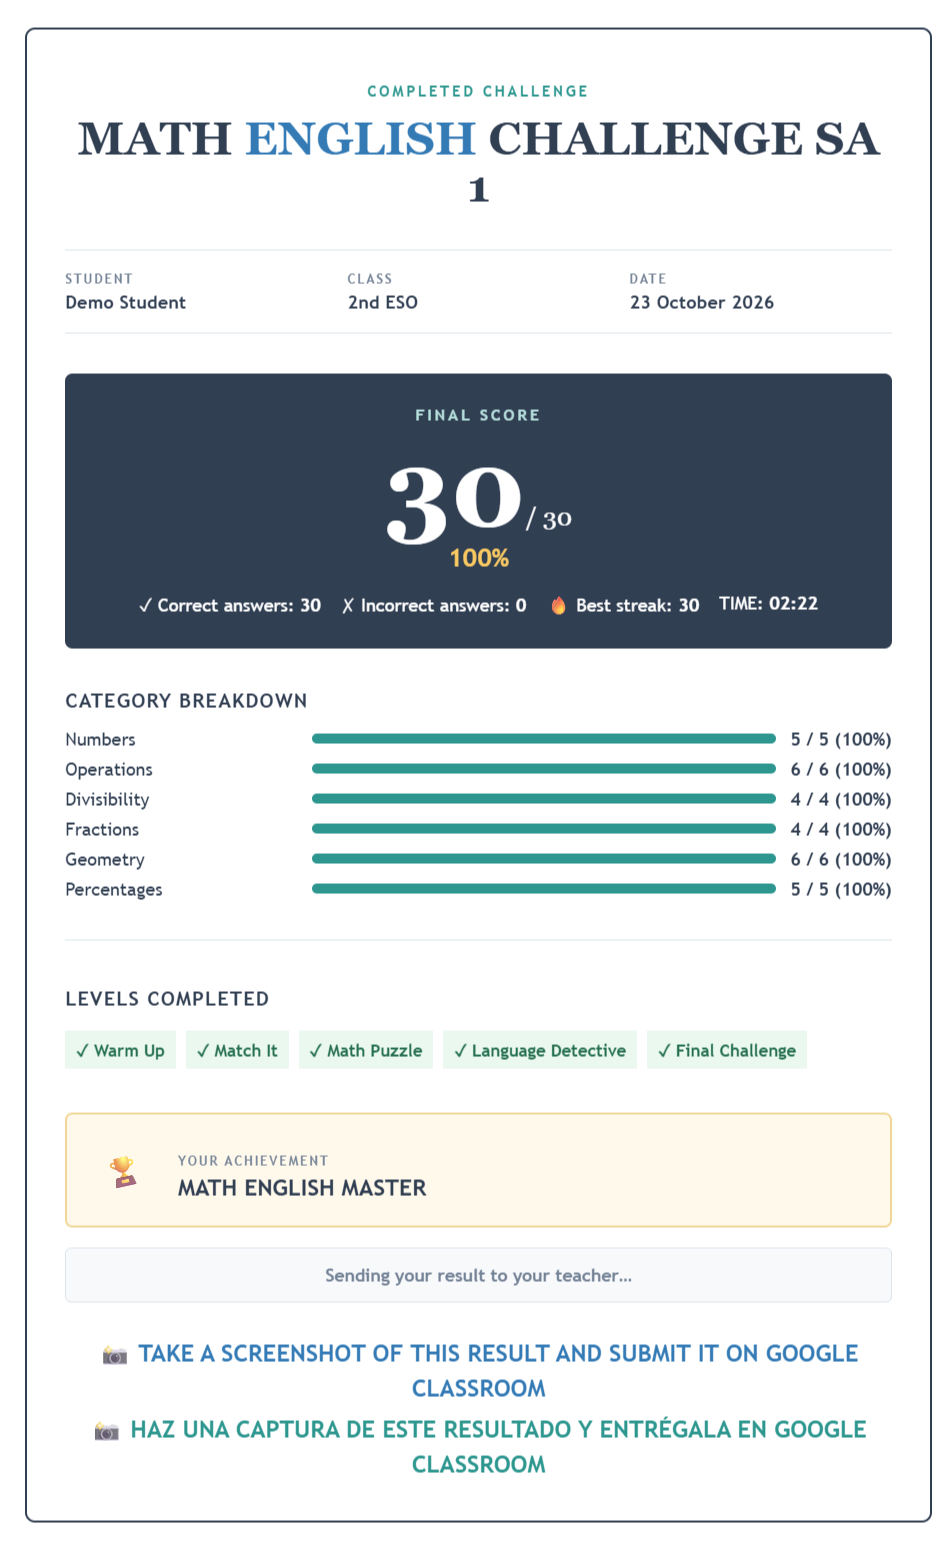 COMPLETED CHALLENGE
MATH ENGLISH CHALLENGE SA
1
STUDENT
Demo Student
CLASS
2nd ESO
DATE
23 October 2026
FINAL SCORE
30 / 30
100%
✓ Correct answers: 30 ✗ Incorrect answers: 0 🔥 Best streak: 30 TIME: 02:22
CATEGORY BREAKDOWN
Numbers 5 / 5 (100%)
Operations 6 / 6 (100%)
Divisibility 4 / 4 (100%)
Fractions 4 / 4 (100%)
Geometry 6 / 6 (100%)
Percentages 5 / 5 (100%)
LEVELS COMPLETED
✓ Warm Up ✓ Match It ✓ Math Puzzle ✓ Language Detective ✓ Final Challenge
YOUR ACHIEVEMENT
MATH ENGLISH MASTER
Sending your result to your teacher...
📸 TAKE A SCREENSHOT OF THIS RESULT AND SUBMIT IT ON GOOGLE
CLASSROOM
📸 HAZ UNA CAPTURA DE ESTE RESULTADO Y ENTRÉGALA EN GOOGLE
CLASSROOM